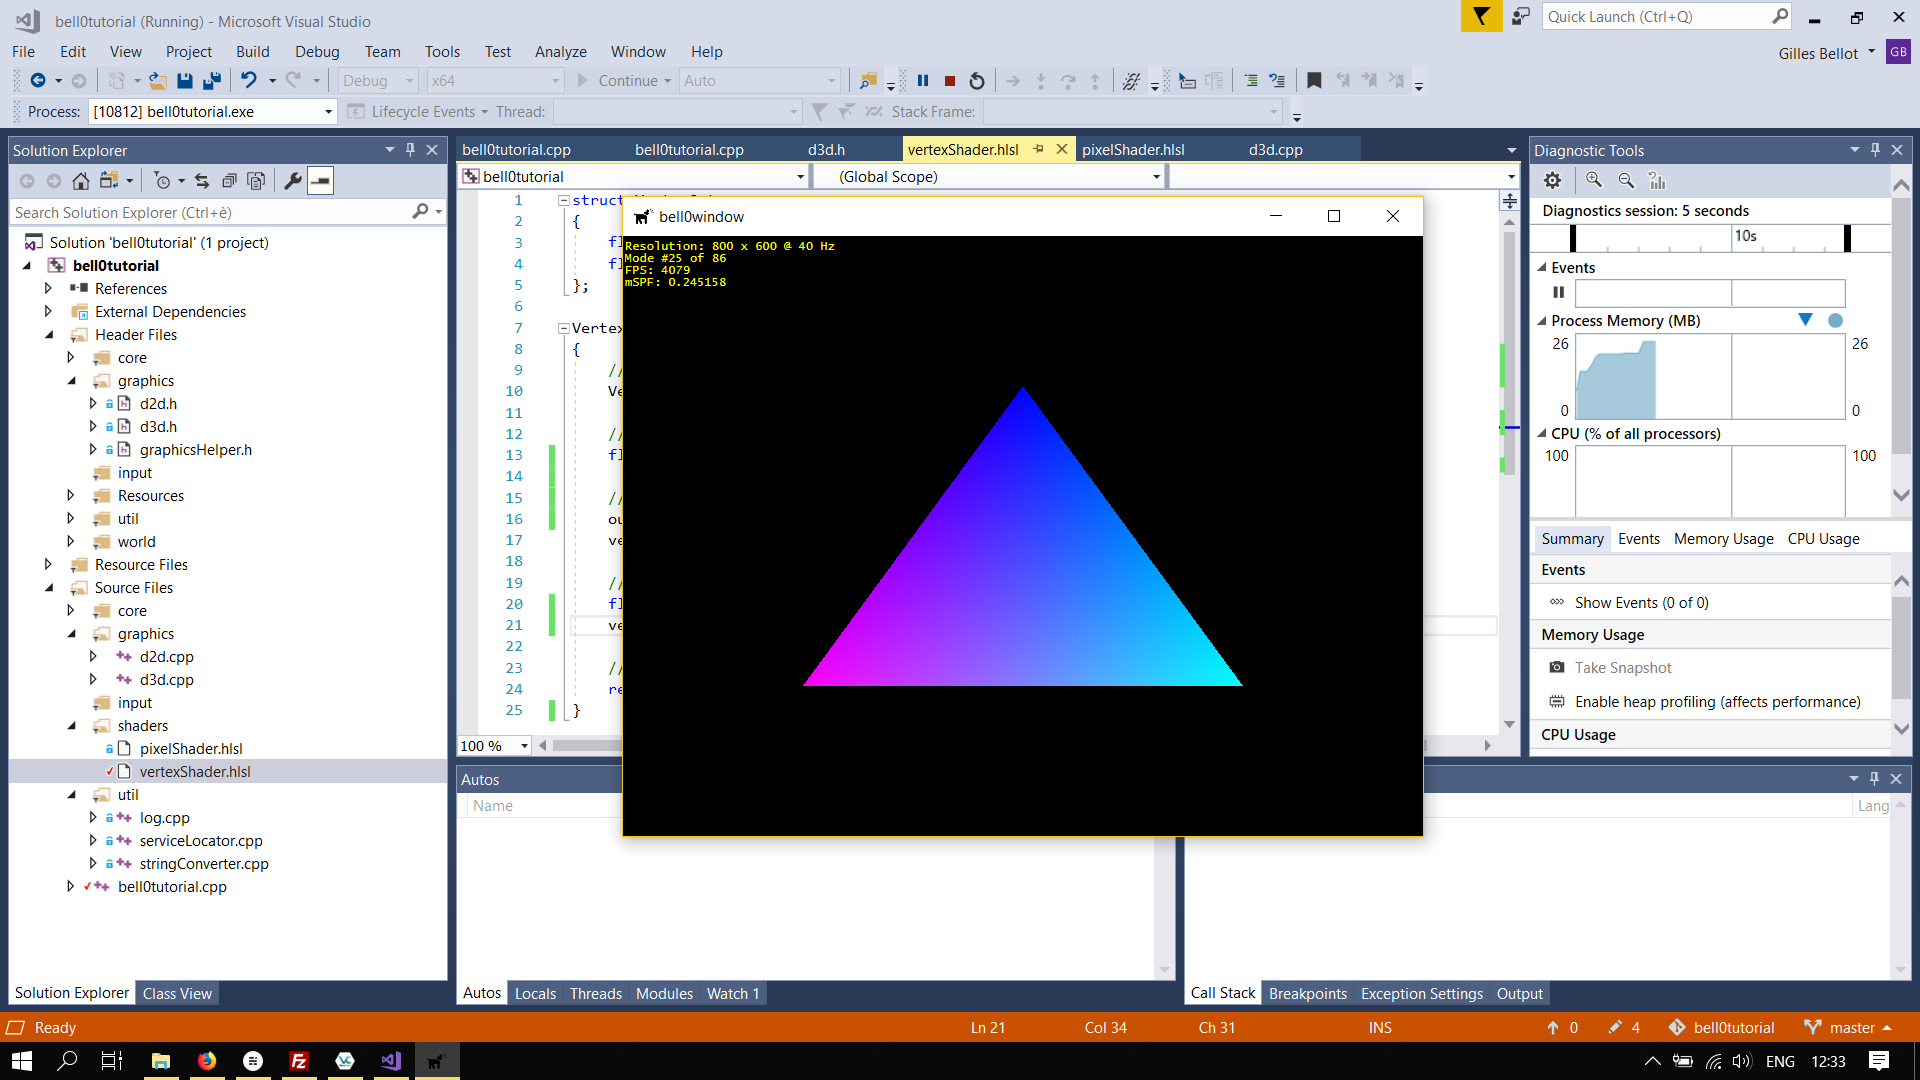 bell0tutorial (Running) - Microsoft Visual Studio
Quick Launch (Ctrl+Q)
File Edit View Project Build Debug Team Tools Test Analyze Window Help
Gilles Bellot GB
Debug x64 Continue Auto
Process: [10812] bell0tutorial.exe Lifecycle Events Thread: Stack Frame:
Solution Explorer
Search Solution Explorer (Ctrl+è)
Solution 'bell0tutorial' (1 project)
bell0tutorial
References
External Dependencies
Header Files
core
graphics
d2d.h
d3d.h
graphicsHelper.h
input
Resources
util
world
Resource Files
Source Files
core
graphics
d2d.cpp
d3d.cpp
input
shaders
pixelShader.hlsl
vertexShader.hlsl
util
log.cpp
serviceLocator.cpp
stringConverter.cpp
bell0tutorial.cpp
Solution Explorer Class View
bell0tutorial.cpp bell0tutorial.cpp d3d.h vertexShader.hlsl pixelShader.hlsl d3d.cpp
bell0tutorial (Global Scope)
1 struct
2 {
3 fl
4 fl
5 };
6
7 Vertex
8 {
9 //
10 Ve
11
12 //
13 fl
14
15 //
16 ou
17 ve
18
19 //
20 fl
21 ve
22
23 //
24 re
25 }
100 %
bell0window
Resolution: 800 x 600 @ 40 Hz
Mode #25 of 86
FPS: 4079
mSPF: 0.245158
Autos
Name
Lang
Autos Locals Threads Modules Watch 1
Call Stack Breakpoints Exception Settings Output
Diagnostic Tools
Diagnostics session: 5 seconds
10s
Events
Process Memory (MB)
26 26
0 0
CPU (% of all processors)
100 100
Summary Events Memory Usage CPU Usage
Events
Show Events (0 of 0)
Memory Usage
Take Snapshot
Enable heap profiling (affects performance)
CPU Usage
Ready Ln 21 Col 34 Ch 31 INS 0 4 bell0tutorial master
ENG 12:33